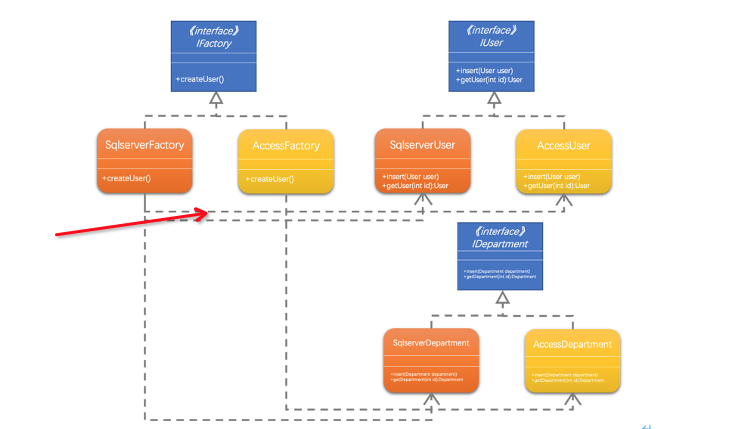 《interface》
IFactory
+createUser()
《interface》
IUser
+insert(User user)
+getUser(int id):User
SqlserverFactory
+createUser()
AccessFactory
+createUser()
SqlserverUser
+insert(User user)
+getUser(int id):User
AccessUser
+insert(User user)
+getUser(int id):User
《interface》
IDepartment
+insert(Department department)
+getDepartment(int id):Department
SqlserverDepartment
+insert(Department department)
+getDepartment(int id):Department
AccessDepartment
+insert(Department department)
+getDepartment(int id):Department